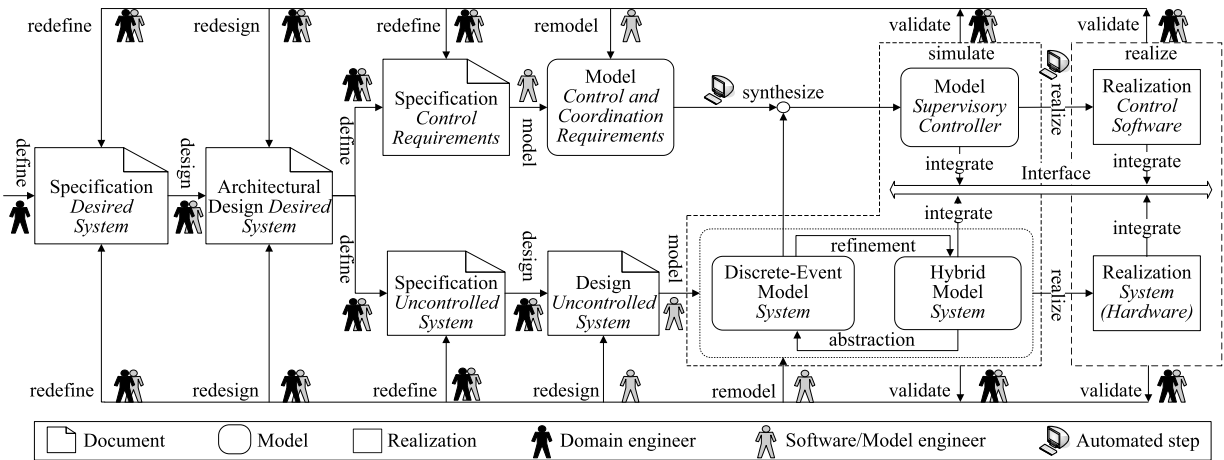 redefine
redesign
redefine
remodel
validate
validate
simulate
realize
define
Specification
Desired
System
design
Architectural
Design Desired
System
define
Specification
Control
Requirements
model
Model
Control and
Coordination
Requirements
synthesize
Model
Supervisory
Controller
realize
Realization
Control
Software
integrate
integrate
Interface
integrate
integrate
define
Specification
Uncontrolled
System
design
Design
Uncontrolled
System
model
refinement
Discrete-Event
Model
System
Hybrid
Model
System
abstraction
realize
Realization
System
(Hardware)
redefine
redesign
redefine
redesign
remodel
validate
validate
Document
Model
Realization
Domain engineer
Software/Model engineer
Automated step